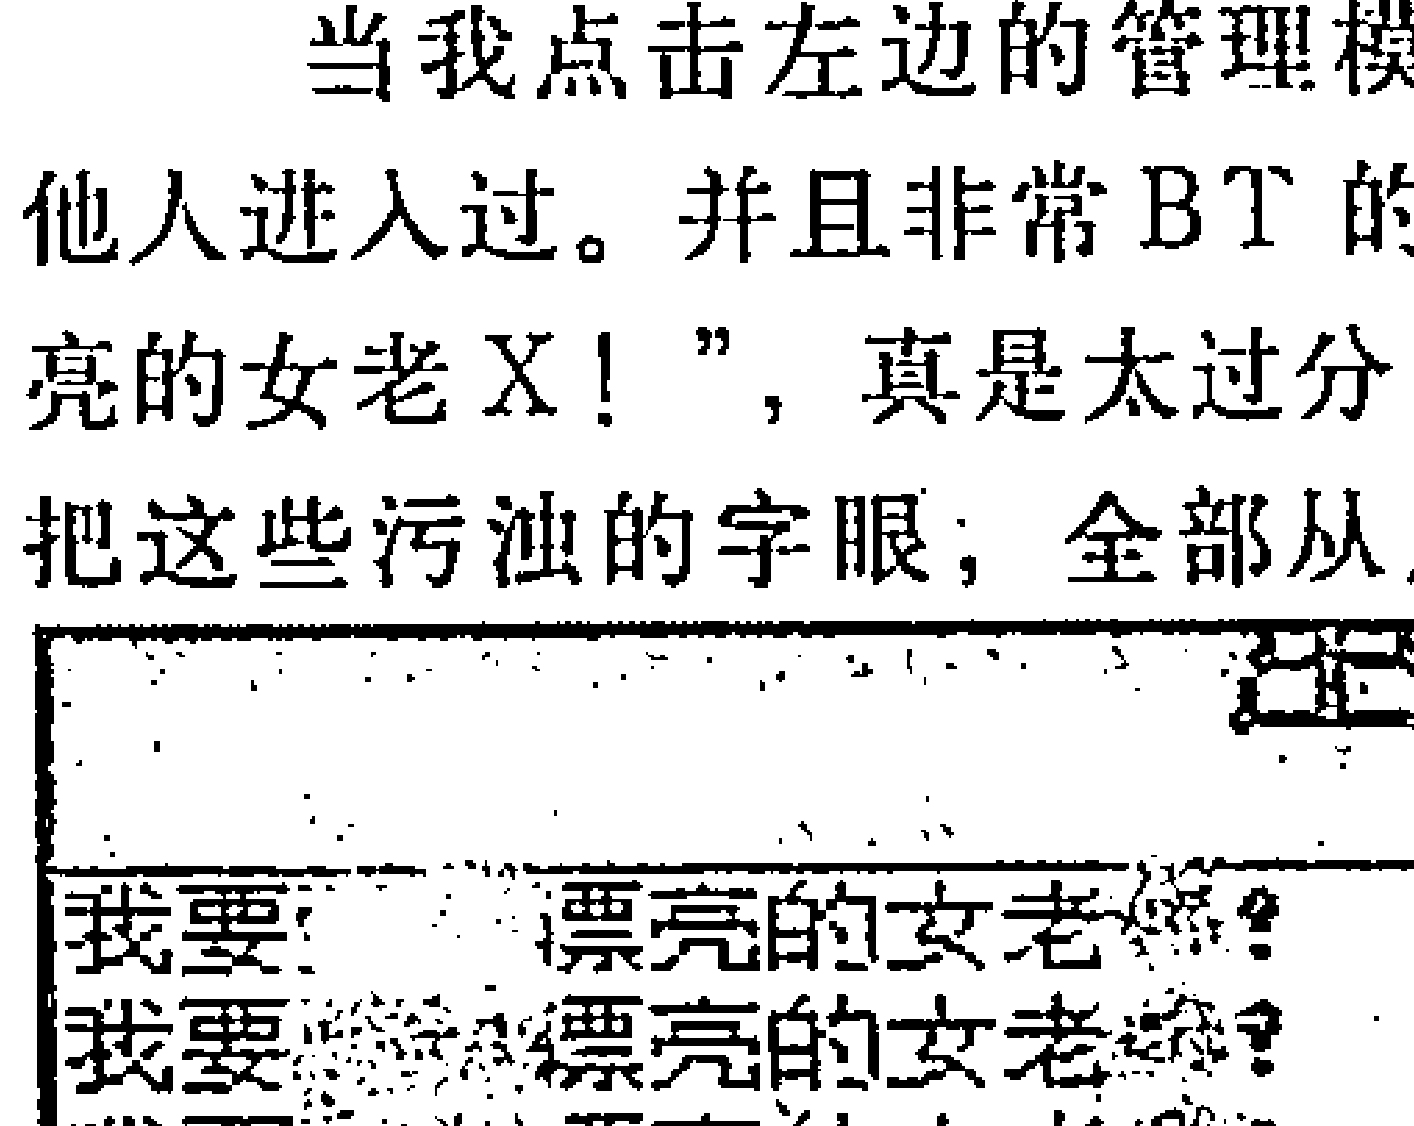 当我点击左边的管理模
他人进入过。并且非常BT的
亮的女老X！”，真是太过分
把这些污浊的字眼；全部从
我要 漂亮的女老 ?
我要 漂亮的女老 ?